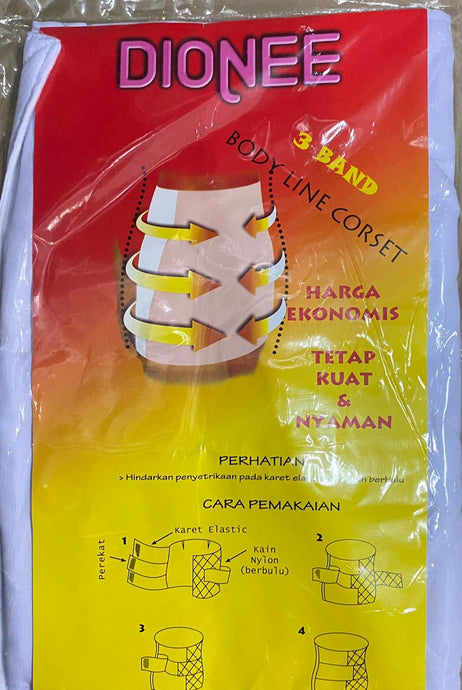 DIONEE
3 BAND
BODY LINE CORSET
HARGA
EKONOMIS
TETAP
KUAT
&
NYAMAN
PERHATIAN
> Hindarkan penyetrikaan pada karet berbulu
CARA PEMAKAIAN
1
Karet Elastic
2
Perekat
Kain
Nylon
(berbulu)
3
4